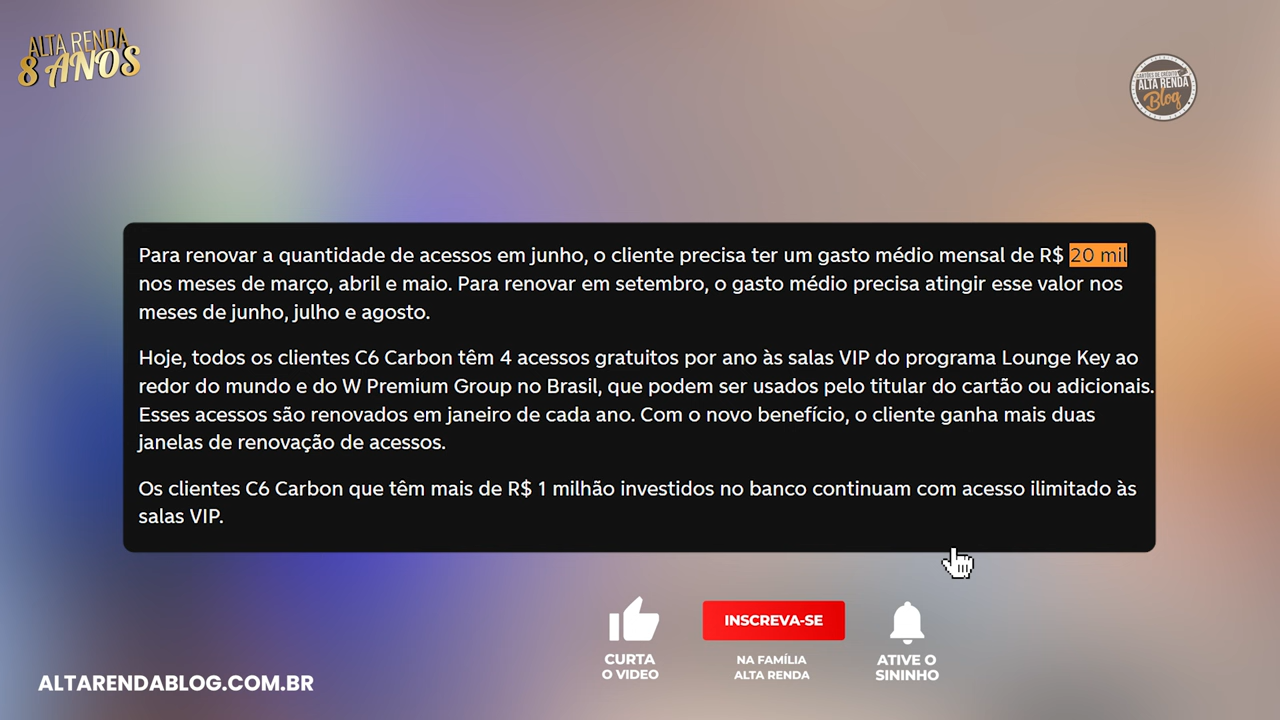 ALTA RENDA
8 ANOS
CARTÕES DE CRÉDITO
ALTA RENDA
Blog
Para renovar a quantidade de acessos em junho, o cliente precisa ter um gasto médio mensal de R$ 20 mil
nos meses de março, abril e maio. Para renovar em setembro, o gasto médio precisa atingir esse valor nos
meses de junho, julho e agosto.
Hoje, todos os clientes C6 Carbon têm 4 acessos gratuitos por ano às salas VIP do programa Lounge Key ao
redor do mundo e do W Premium Group no Brasil, que podem ser usados pelo titular do cartão ou adicionais.
Esses acessos são renovados em janeiro de cada ano. Com o novo benefício, o cliente ganha mais duas
janelas de renovação de acessos.
Os clientes C6 Carbon que têm mais de R$ 1 milhão investidos no banco continuam com acesso ilimitado às
salas VIP.
CURTA
O VIDEO
INSCREVA-SE
NA FAMÍLIA
ALTA RENDA
ATIVE O
SININHO
ALTARENDABLOG.COM.BR